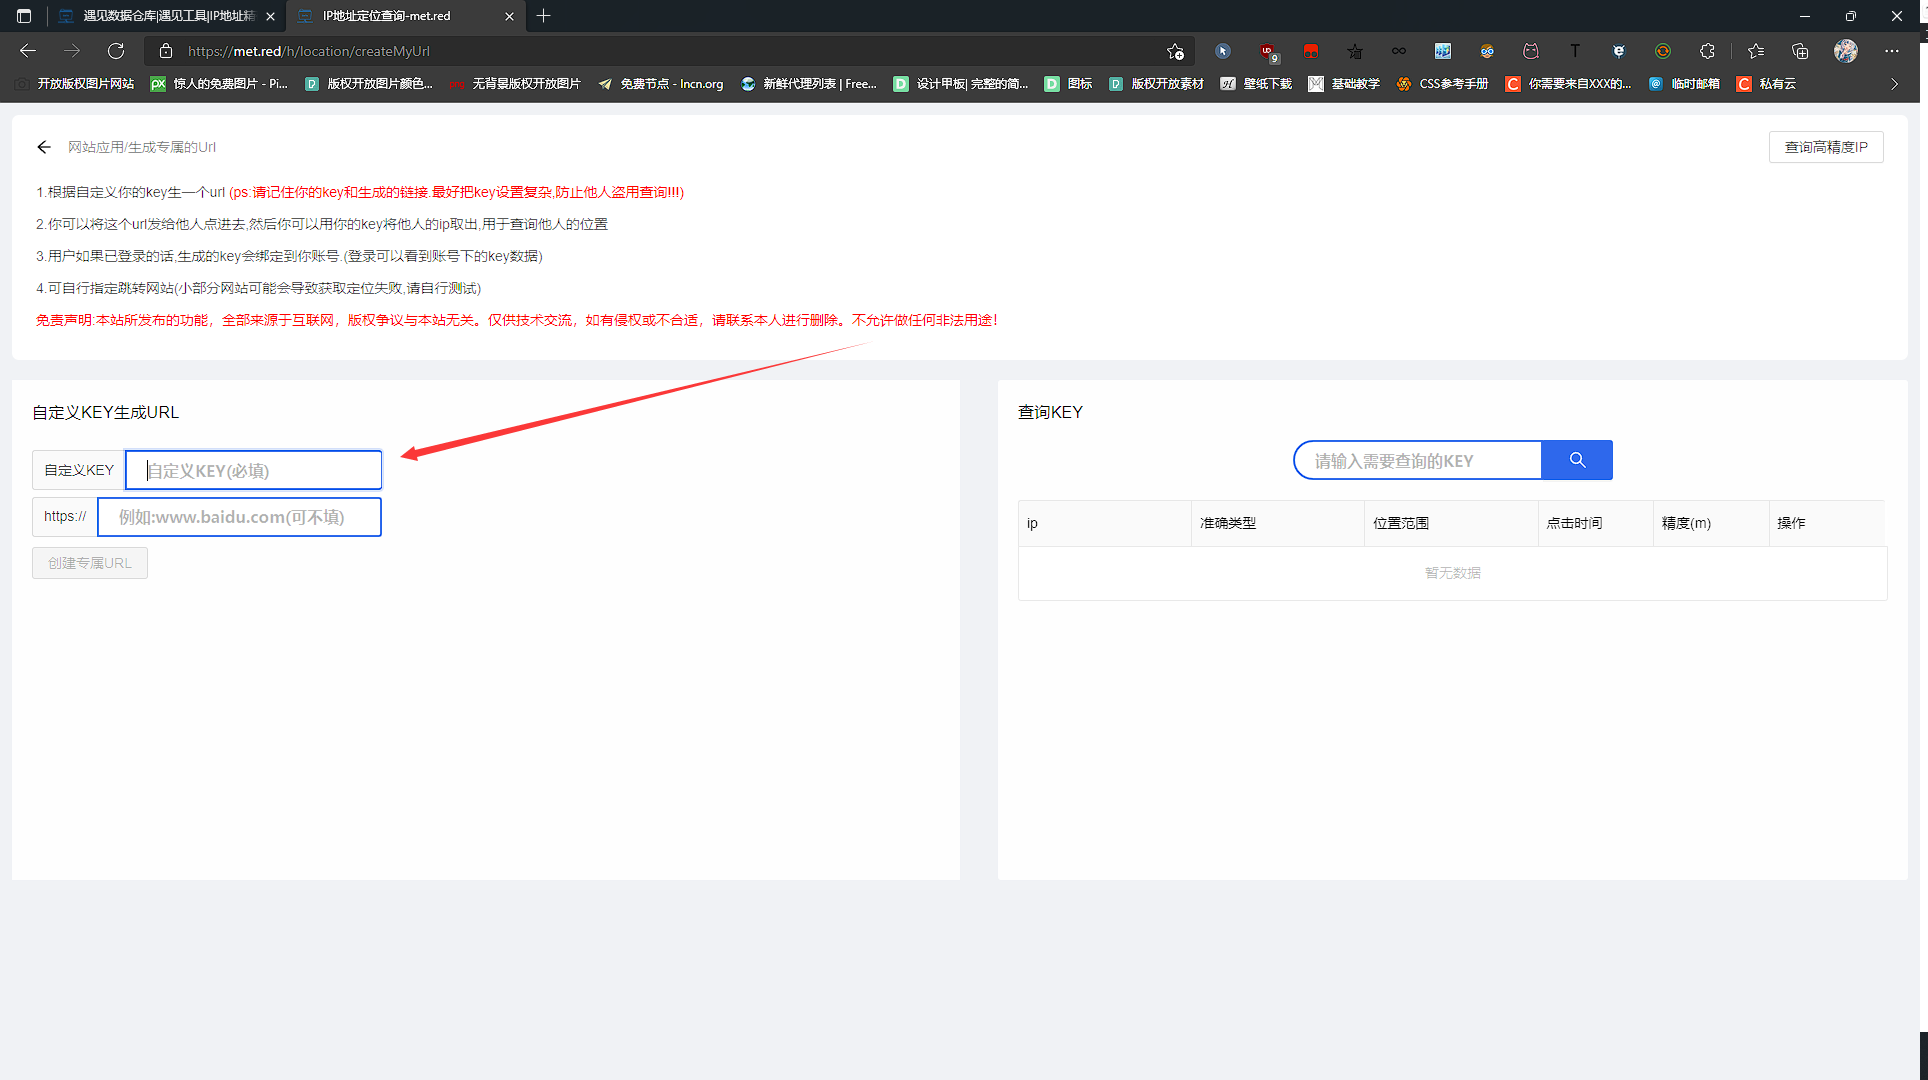 遇见数据仓库|遇见工具|IP地址精
IP地址定位查询-met.red
https://met.red/h/location/createMyUrl
UD
9
T
开放版权图片网站
px
惊人的免费图片 - Pi...
版权开放图片颜色...
无背景版权开放图片
免费节点 - lncn.org
新鲜代理列表 | Free...
设计甲板| 完整的简...
图标
版权开放素材
壁纸下载
基础教学
CSS参考手册
你需要来自XXX的...
临时邮箱
私有云
网站应用/生成专属的Url
查询高精度IP
1.根据自定义你的key生一个url (ps:请记住你的key和生成的链接.最好把key设置复杂,防止他人盗用查询!!!)
2.你可以将这个url发给他人点进去,然后你可以用你的key将他人的ip取出,用于查询他人的位置
3.用户如果已登录的话,生成的key会绑定到你账号.(登录可以看到账号下的key数据)
4.可自行指定跳转网站(小部分网站可能会导致获取定位失败,请自行测试)
免责声明:本站所发布的功能，全部来源于互联网，版权争议与本站无关。仅供技术交流，如有侵权或不合适，请联系本人进行删除。不允许做任何非法用途！
自定义KEY生成URL
自定义KEY
自定义KEY(必填)
https://
例如:www.baidu.com(可不填)
创建专属URL
查询KEY
请输入需要查询的KEY
ip
准确类型
位置范围
点击时间
精度(m)
操作
暂无数据